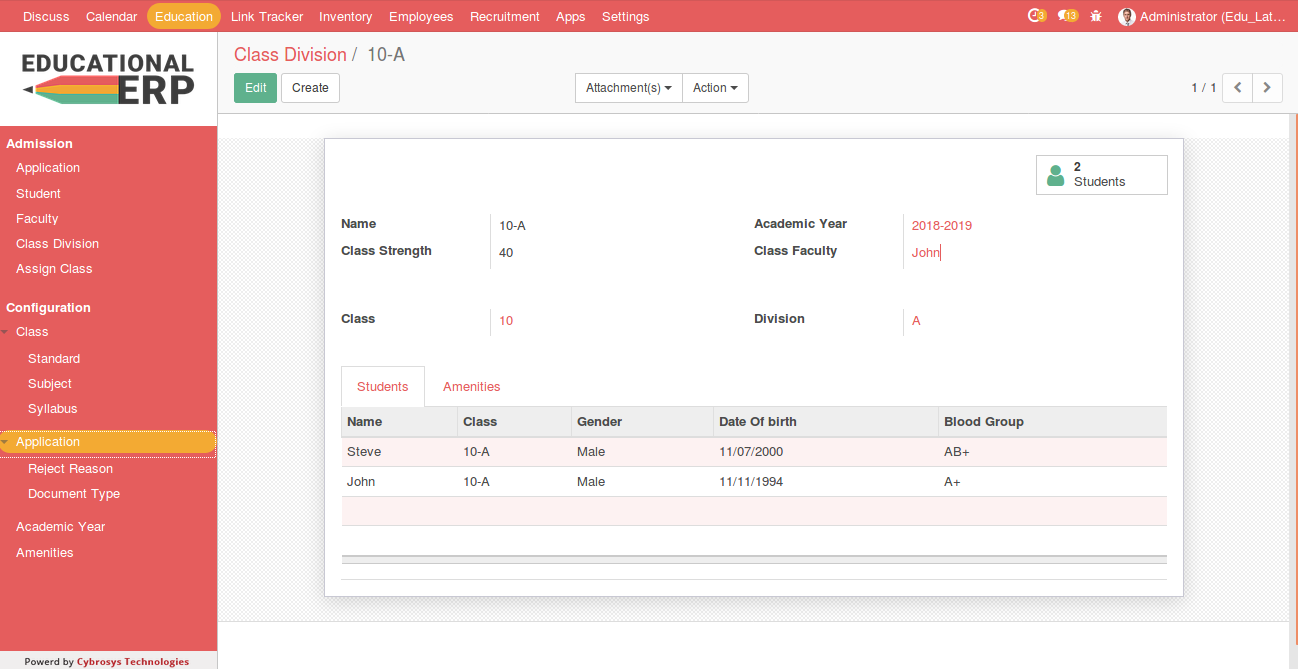 Discuss Calendar Education Link Tracker Inventory Employees Recruitment Apps Settings 3 13 Administrator (Edu_Lat...
EDUCATIONAL
ERP
Class Division / 10-A
Edit Create Attachment(s) Action 1 / 1
Admission
Application
Student
Faculty
Class Division
Assign Class
Configuration
Class
Standard
Subject
Syllabus
Application
Reject Reason
Document Type
Academic Year
Amenities
Powerd by Cybrosys Technologies
2
Students
Name 10-A Academic Year 2018-2019
Class Strength 40 Class Faculty John
Class 10 Division A
Students Amenities
Name Class Gender Date Of birth Blood Group
Steve 10-A Male 11/07/2000 AB+
John 10-A Male 11/11/1994 A+